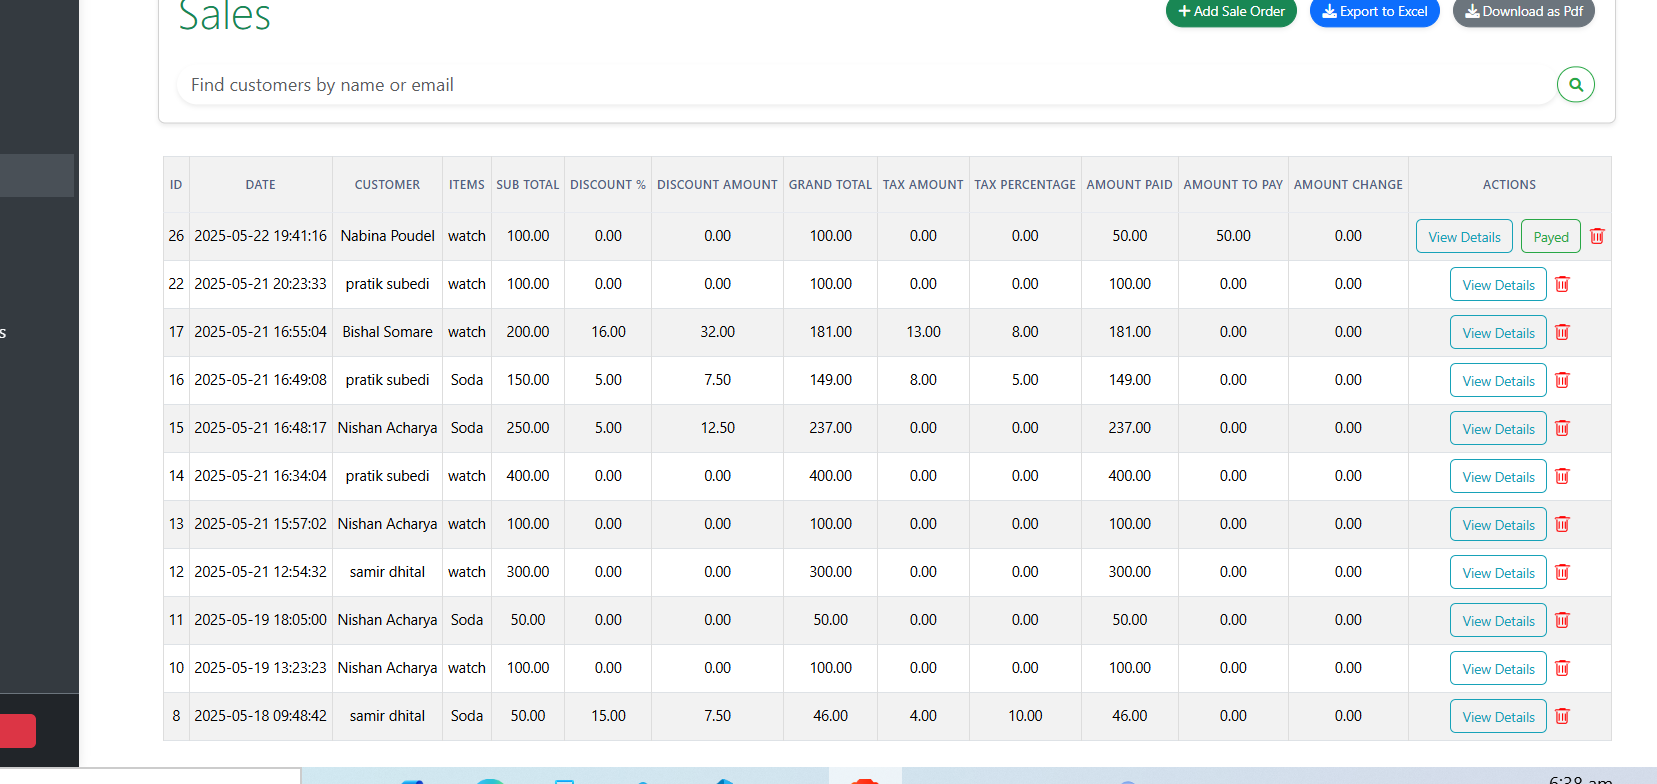 Sales
Add Sale Order
Export to Excel
Download as Pdf
Find customers by name or email
ID DATE CUSTOMER ITEMS SUB TOTAL DISCOUNT % DISCOUNT AMOUNT GRAND TOTAL TAX AMOUNT TAX PERCENTAGE AMOUNT PAID AMOUNT TO PAY AMOUNT CHANGE ACTIONS
26 2025-05-22 19:41:16 Nabina Poudel watch 100.00 0.00 0.00 100.00 0.00 0.00 50.00 50.00 0.00 View Details Payed
22 2025-05-21 20:23:33 pratik subedi watch 100.00 0.00 0.00 100.00 0.00 0.00 100.00 0.00 0.00 View Details
17 2025-05-21 16:55:04 Bishal Somare watch 200.00 16.00 32.00 181.00 13.00 8.00 181.00 0.00 0.00 View Details
16 2025-05-21 16:49:08 pratik subedi Soda 150.00 5.00 7.50 149.00 8.00 5.00 149.00 0.00 0.00 View Details
15 2025-05-21 16:48:17 Nishan Acharya Soda 250.00 5.00 12.50 237.00 0.00 0.00 237.00 0.00 0.00 View Details
14 2025-05-21 16:34:04 pratik subedi watch 400.00 0.00 0.00 400.00 0.00 0.00 400.00 0.00 0.00 View Details
13 2025-05-21 15:57:02 Nishan Acharya watch 100.00 0.00 0.00 100.00 0.00 0.00 100.00 0.00 0.00 View Details
12 2025-05-21 12:54:32 samir dhital watch 300.00 0.00 0.00 300.00 0.00 0.00 300.00 0.00 0.00 View Details
11 2025-05-19 18:05:00 Nishan Acharya Soda 50.00 0.00 0.00 50.00 0.00 0.00 50.00 0.00 0.00 View Details
10 2025-05-19 13:23:23 Nishan Acharya watch 100.00 0.00 0.00 100.00 0.00 0.00 100.00 0.00 0.00 View Details
8 2025-05-18 09:48:42 samir dhital Soda 50.00 15.00 7.50 46.00 4.00 10.00 46.00 0.00 0.00 View Details
s
6:38 am